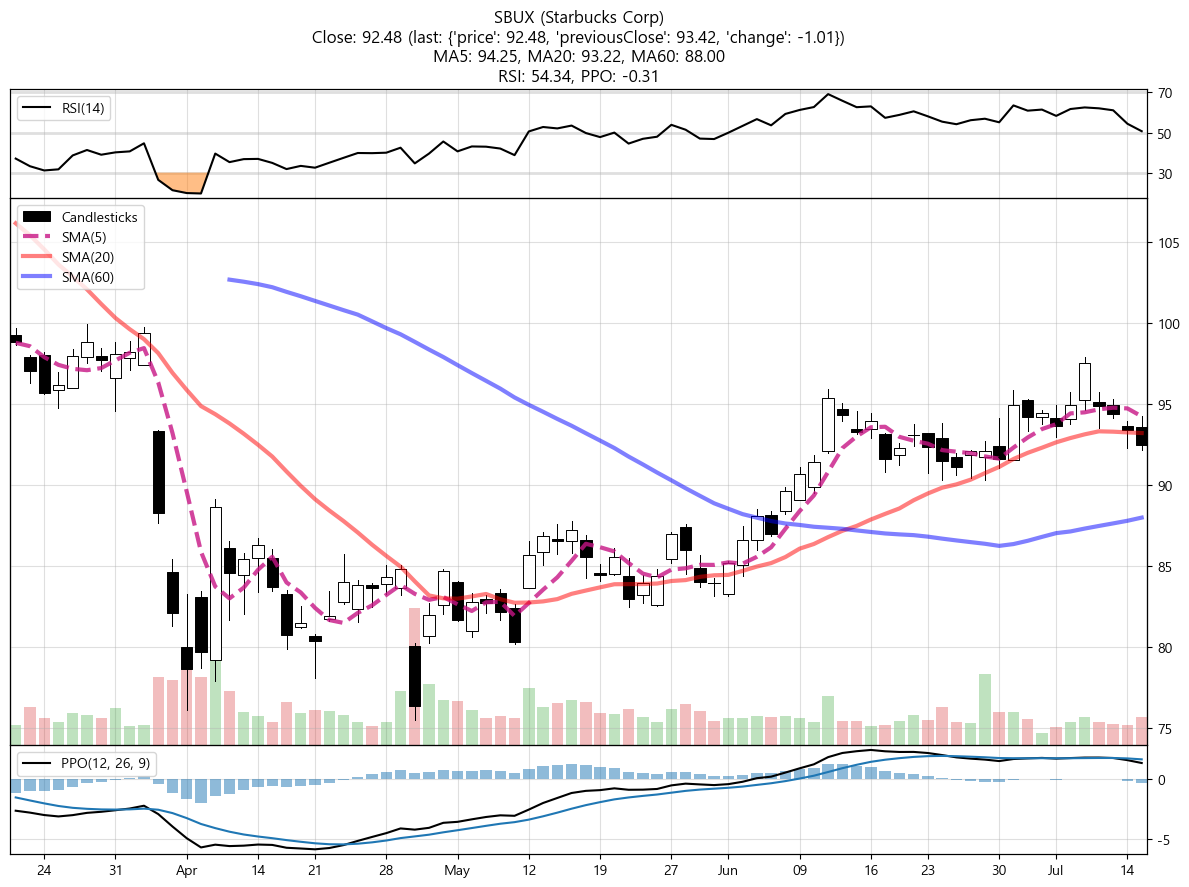 SBUX (Starbucks Corp)
Close: 92.48 (last: {'price': 92.48, 'previousClose': 93.42, 'change': -1.01})
MA5: 94.25, MA20: 93.22, MA60: 88.00
RSI: 54.34, PPO: -0.31
RSI(14)
70
50
30
Candlesticks
SMA(5)
SMA(20)
SMA(60)
105
100
95
90
85
80
75
PPO(12, 26, 9)
0
-5
24 31 Apr 14 21 28 May 12 19 27 Jun 09 16 23 30 Jul 14